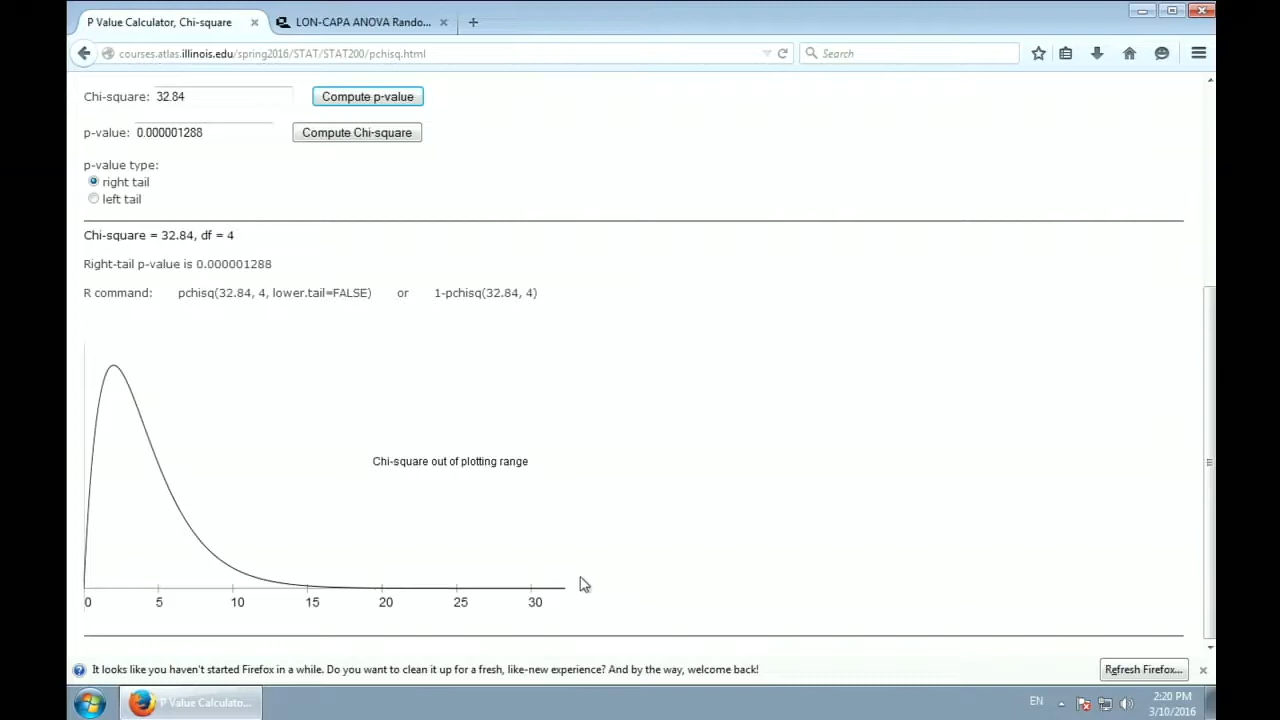 P Value Calculator, Chi-square
LON-CAPA ANOVA Rando...
courses.atlas.illinois.edu/spring2016/STAT/STAT200/pchisq.html
Search
Chi-square: 32.84 Compute p-value
p-value: 0.000001288 Compute Chi-square
p-value type:
right tail
left tail
Chi-square = 32.84, df = 4
Right-tail p-value is 0.000001288
R command: pchisq(32.84, 4, lower.tail=FALSE) or 1-pchisq(32.84, 4)
Chi-square out of plotting range
0 5 10 15 20 25 30
It looks like you haven't started Firefox in a while. Do you want to clean it up for a fresh, like-new experience? And by the way, welcome back!
Refresh Firefox...
P Value Calculato...
EN
2:20 PM
3/10/2016